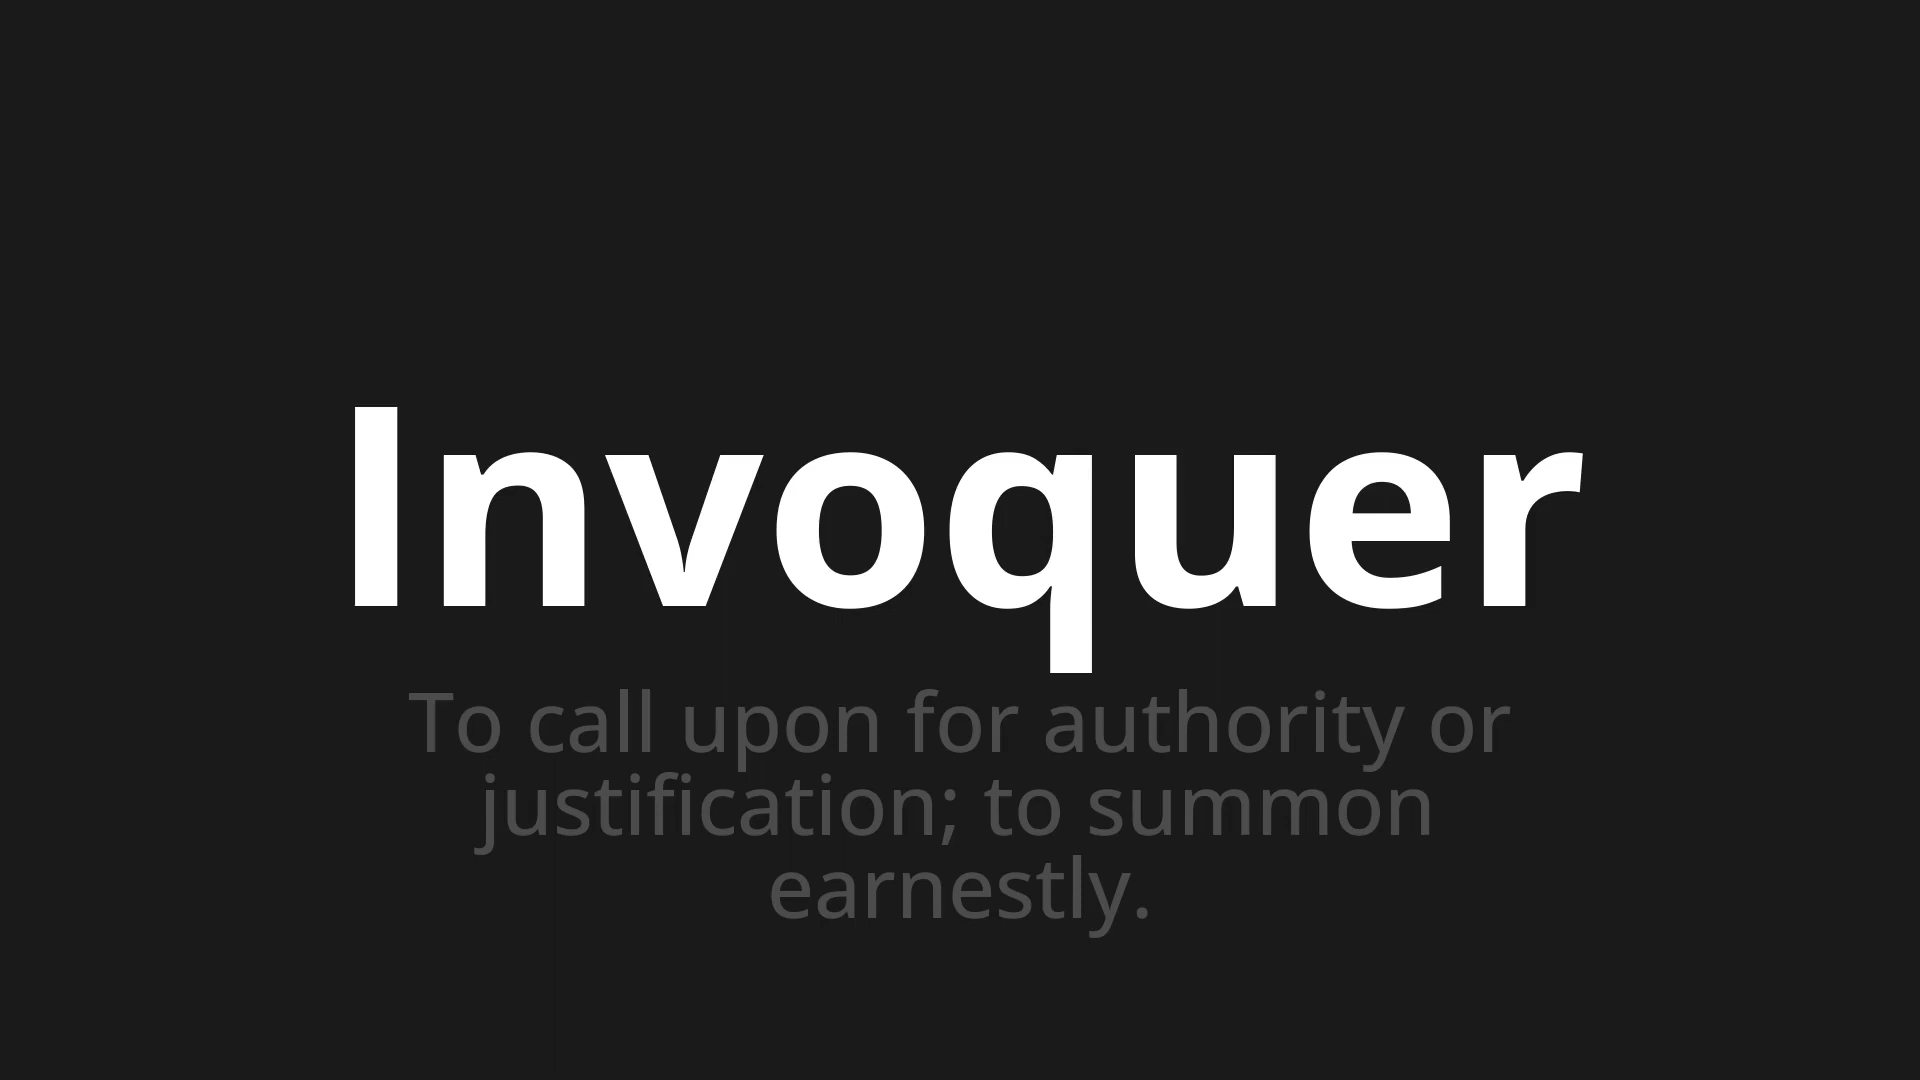 Invoquer
To call upon for authority or
justification; to summon
earnestly.